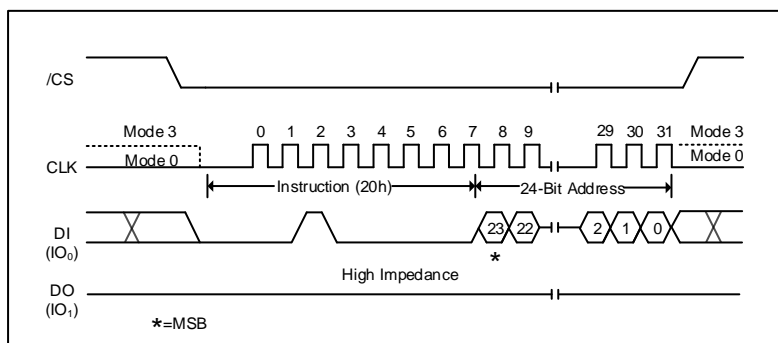 /CS
Mode 3
0 1 2 3 4 5 6 7 8 9 29 30 31
Mode 3
CLK
Mode 0
Mode 0
Instruction (20h)
24-Bit Address
DI
(IO₀)
23 22 2 1 0
*
High Impedance
DO
(IO₁)
*=MSB